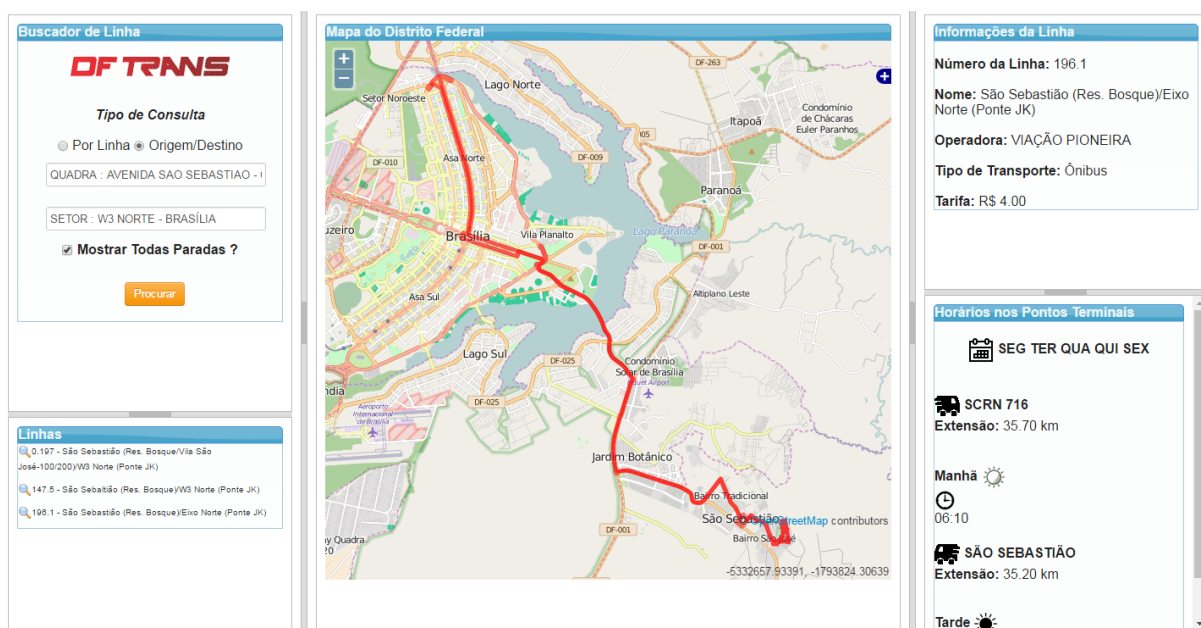 Buscador de Linha
DF TRANS
Tipo de Consulta
Por Linha Origem/Destino
QUADRA : AVENIDA SAO SEBASTIAO -
SETOR : W3 NORTE - BRASÍLIA
Mostrar Todas Paradas ?
Procurar
Linhas
0.197 - São Sebastião (Res. Bosque/Vila São
José-100/200)/W3 Norte (Ponte JK)
147.5 - São Sebastião (Res. Bosque)/W3 Norte (Ponte JK)
196.1 - São Sebastião (Res. Bosque)/Eixo Norte (Ponte JK)
Mapa do Distrito Federal
+
−
+
DF-263
Lago Norte
Setor Noroeste
Condomínio
de Chácaras
Euler Paranhos
Itapoã
005
Asa Norte
DF-009
DF-010
Paranoá
uzeiro
Brasília
Vila Planalto
Lago Paranoá
DF-001
Asa Sul
Altiplano Leste
Lago Sul
DF-025
Condomínio
Solar de Brasília
uet Airport
ndia
DF-025
Aeroporto
Internacional
de Brasília
Jardim Botânico
Bairro Tradicional
São Sebastião
OpenStreetMap contributors
DF-001
Bairro São José
y Quadra
20
-5332657.93391, -1793824.30639
Informações da Linha
Número da Linha: 196.1
Nome: São Sebastião (Res. Bosque)/Eixo
Norte (Ponte JK)
Operadora: VIAÇÃO PIONEIRA
Tipo de Transporte: Ônibus
Tarifa: R$ 4.00
Horários nos Pontos Terminais
SEG TER QUA QUI SEX
SCRN 716
Extensão: 35.70 km
Manhã
06:10
SÃO SEBASTIÃO
Extensão: 35.20 km
Tarde